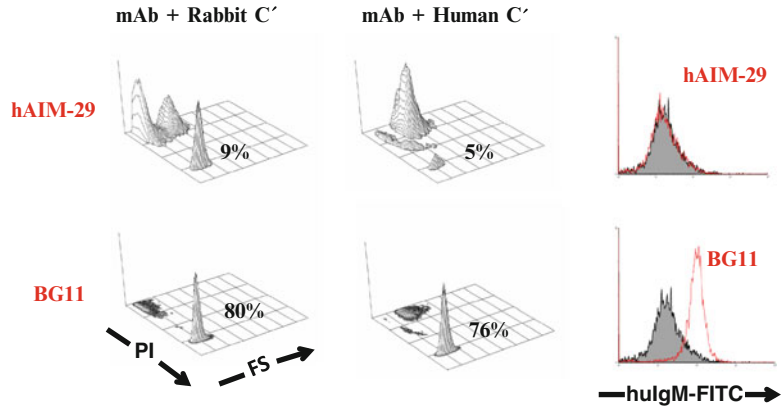 mAb + Rabbit C´
mAb + Human C´
hAIM-29
9%
5%
hAIM-29
BG11
80%
76%
BG11
PI
FS
huIgM-FITC